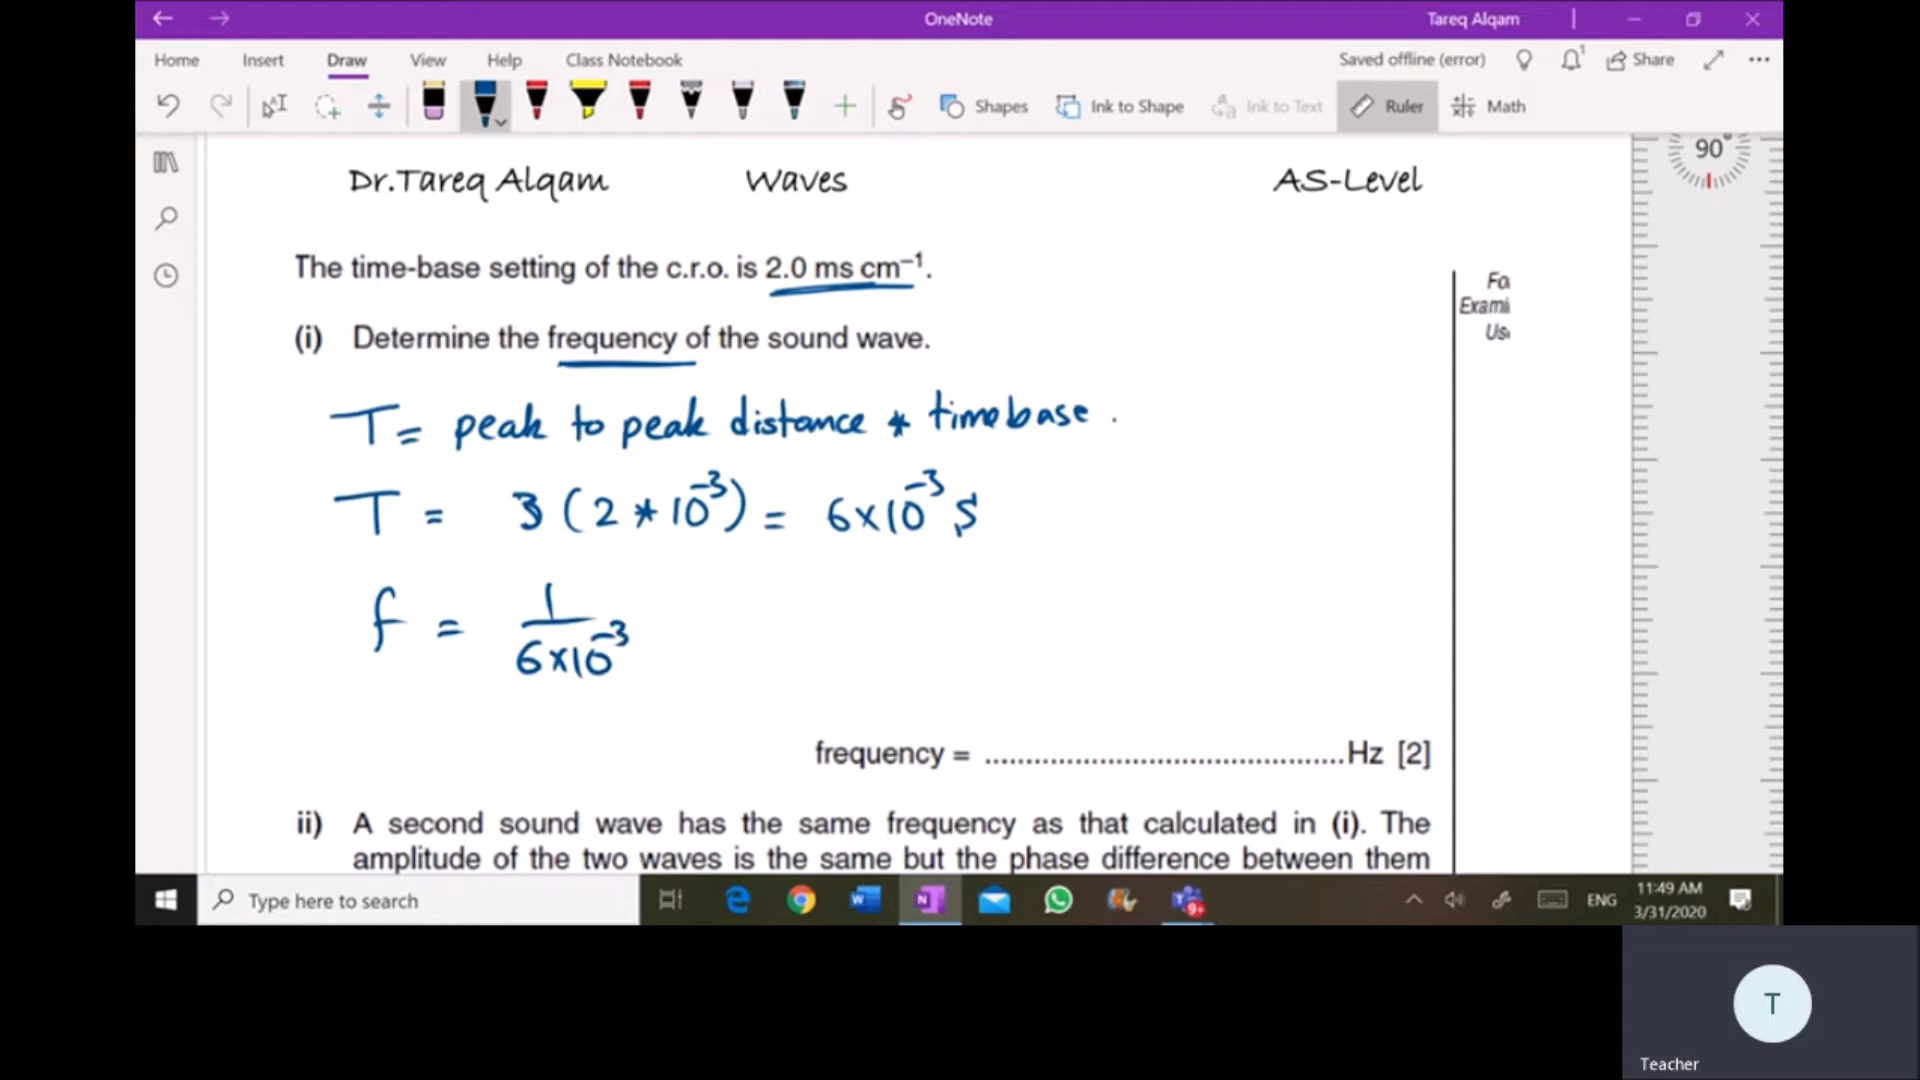 OneNote
Tareq Alqam
Home Insert Draw View Help Class Notebook
Saved offline (error) 1 Share
Shapes Ink to Shape Ink to Text Ruler Math
90°
Dr.Tareq Alqam Waves AS-Level
The time-base setting of the c.r.o. is 2.0 ms cm⁻¹.
Fo
Exami
Us
(i) Determine the frequency of the sound wave.
T = peak to peak distance * timebase .
T = 3 (2 * 10⁻³) = 6×10⁻³ s
f = 1
6×10⁻³
frequency = ............................................Hz [2]
ii) A second sound wave has the same frequency as that calculated in (i). The
amplitude of the two waves is the same but the phase difference between them
Type here to search
9+
ENG
11:49 AM
3/31/2020
T
Teacher